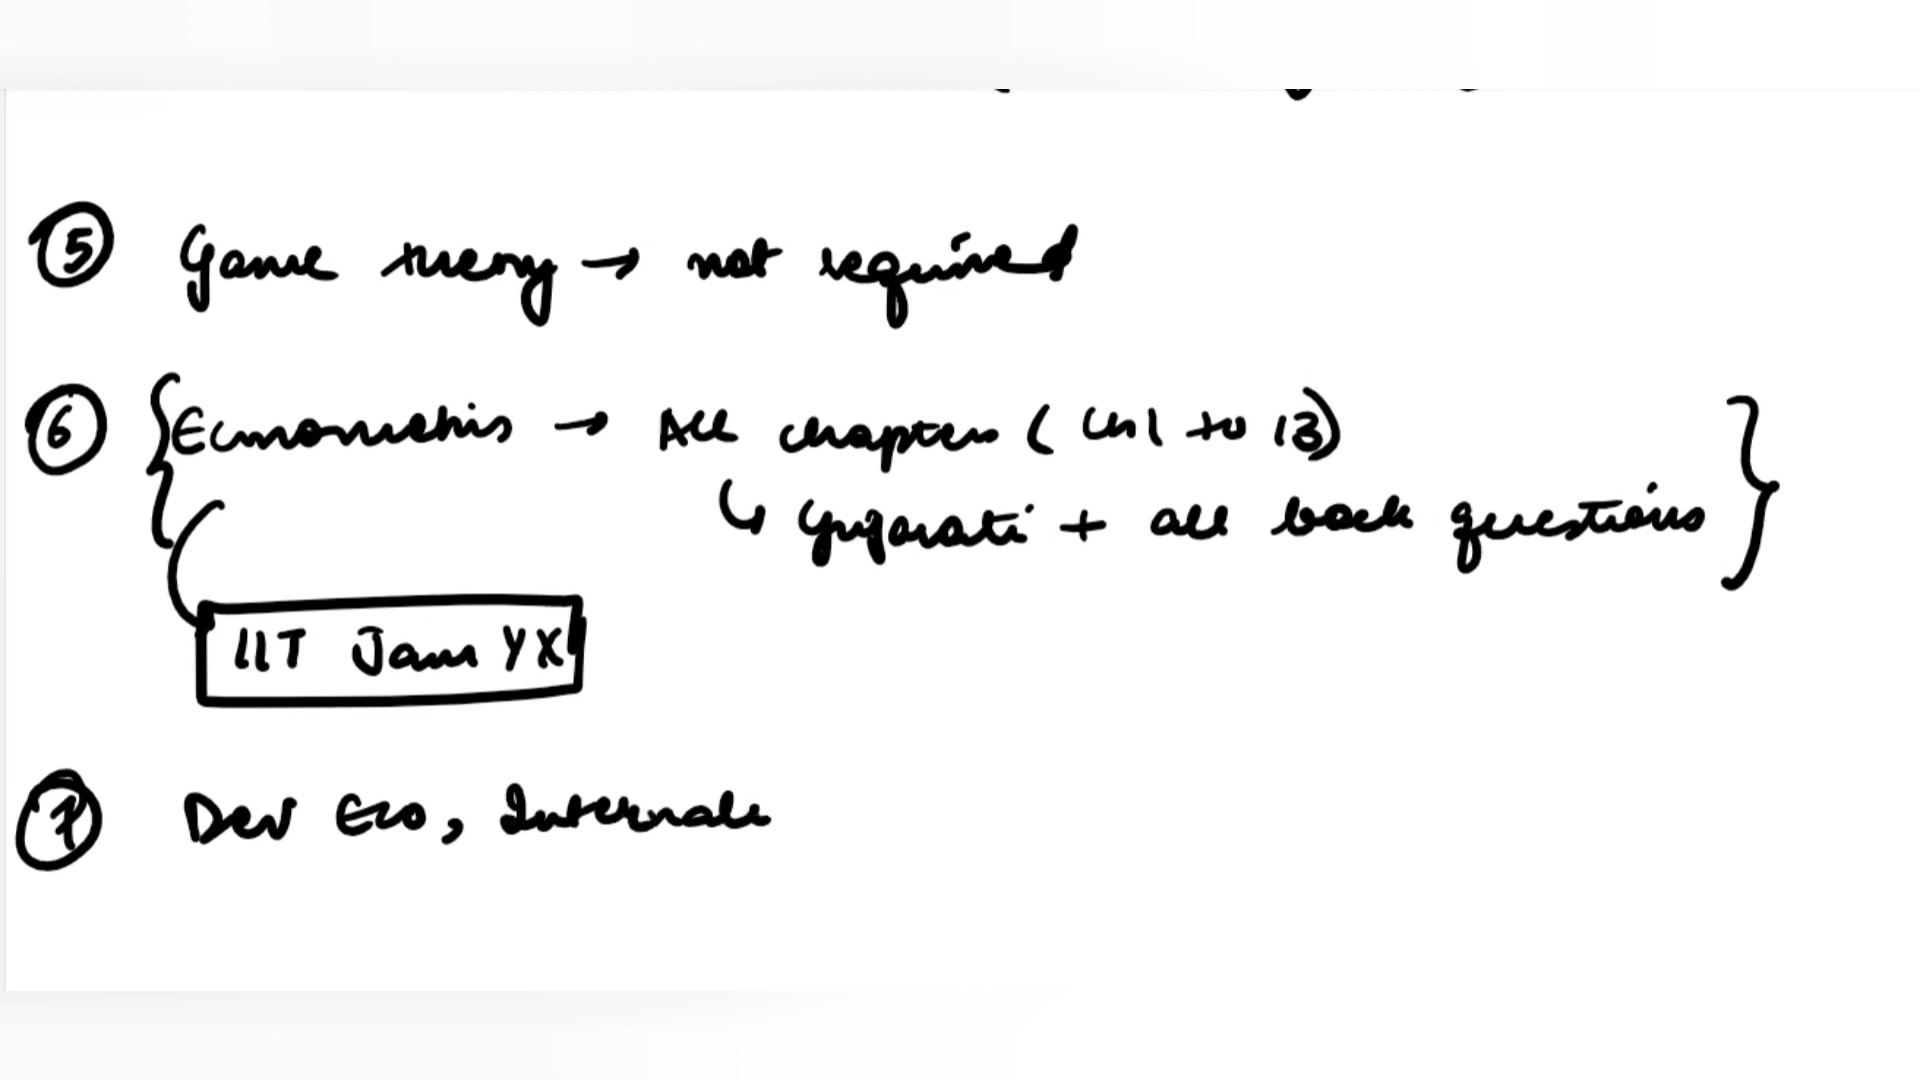 5 Game theory → not required
6 { Econometrics → All chapters ( Ch 1 to 13)
↳ Gujarati + all back questions }
IIT Jam YX
7 Dev Eco,